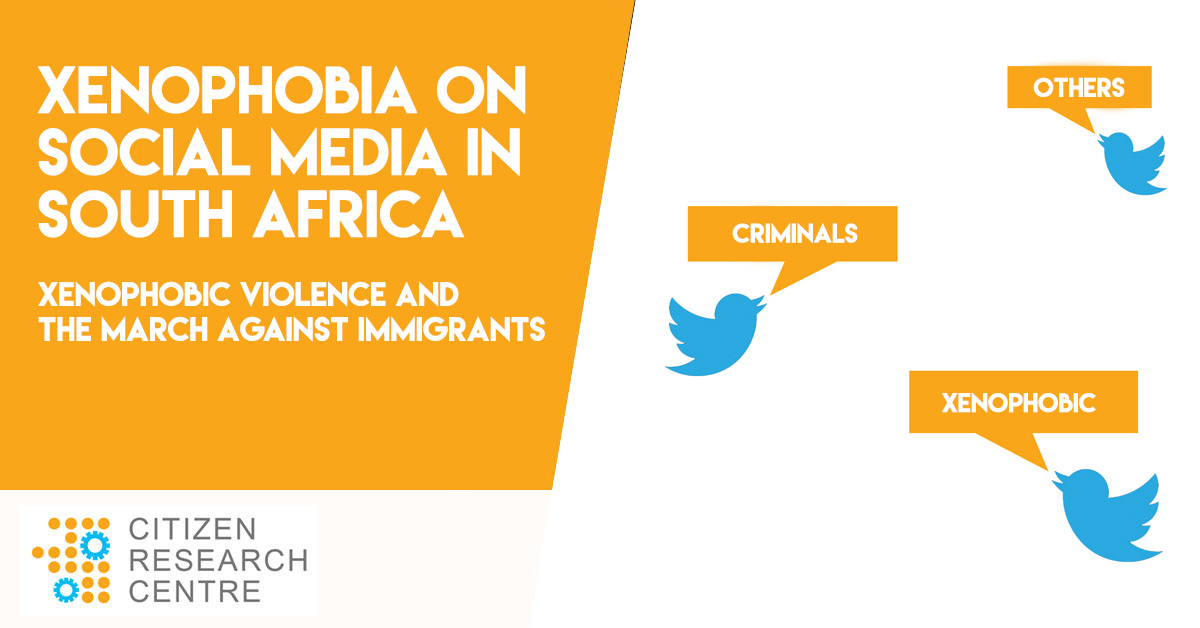 XENOPHOBIA ON
SOCIAL MEDIA IN
SOUTH AFRICA
XENOPHOBIC VIOLENCE AND
THE MARCH AGAINST IMMIGRANTS
OTHERS
CRIMINALS
XENOPHOBIC
CITIZEN
RESEARCH
CENTRE